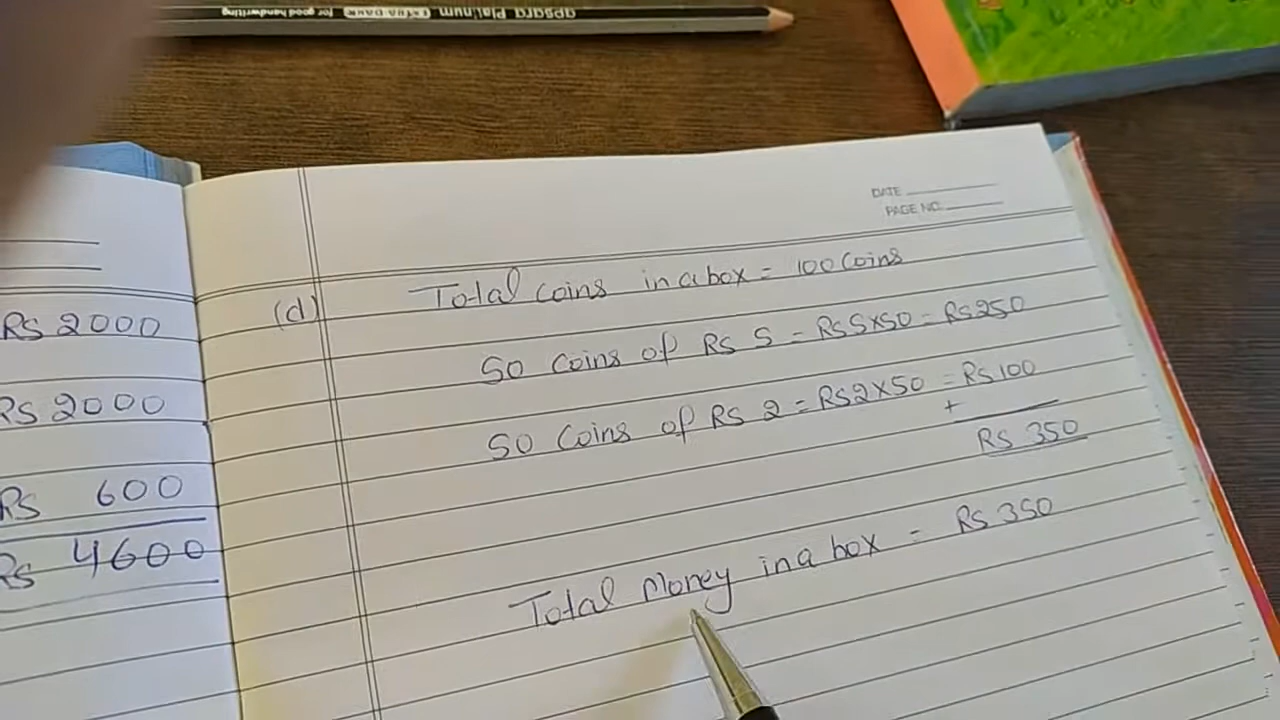 apsara Platinum EXTRA DARK for good handwriting
DATE
PAGE NO.
RS 2000
RS 2000
RS 600
RS 4600
(d) Total coins in a box = 100 Coins
50 Coins of RS 5 = RS 5×50 = RS 250
50 Coins of RS 2 = RS 2×50 = RS 100
+
RS 350
Total Money in a box = RS 350